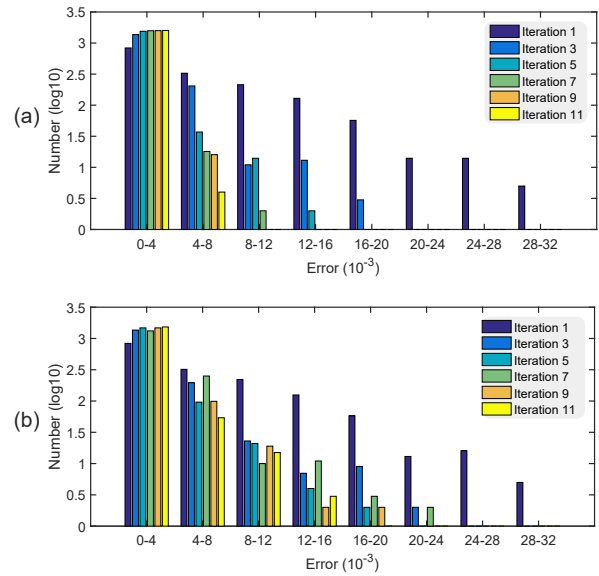 (a)
Number (log10)
3.5
3
2.5
2
1.5
1
0.5
0
0-4
4-8
8-12
12-16
16-20
20-24
24-28
28-32
Error (10⁻³)
Iteration 1
Iteration 3
Iteration 5
Iteration 7
Iteration 9
Iteration 11
(b)
Number (log10)
3.5
3
2.5
2
1.5
1
0.5
0
0-4
4-8
8-12
12-16
16-20
20-24
24-28
28-32
Error (10⁻³)
Iteration 1
Iteration 3
Iteration 5
Iteration 7
Iteration 9
Iteration 11